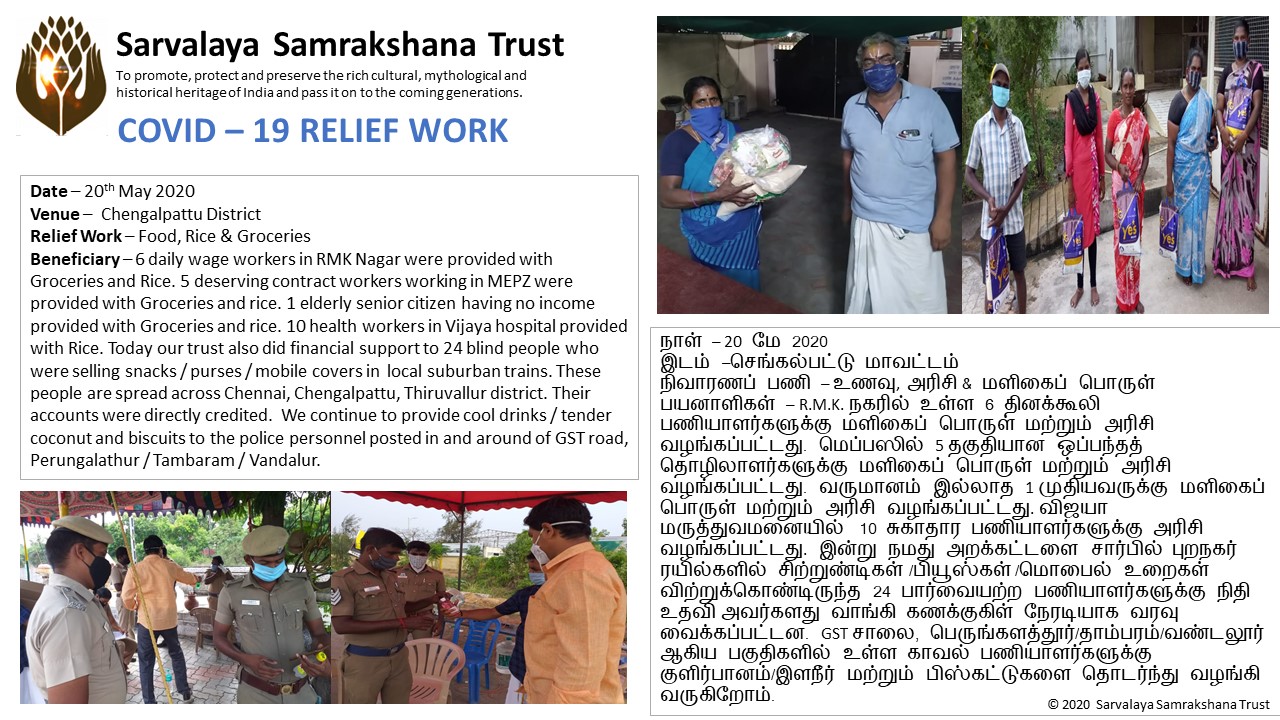 Sarvalaya Samrakshana Trust
To promote, protect and preserve the rich cultural, mythological and
historical heritage of India and pass it on to the coming generations.
COVID – 19 RELIEF WORK
Date – 20th May 2020
Venue – Chengalpattu District
Relief Work – Food, Rice & Groceries
Beneficiary – 6 daily wage workers in RMK Nagar were provided with
Groceries and Rice. 5 deserving contract workers working in MEPZ were
provided with Groceries and rice. 1 elderly senior citizen having no income
provided with Groceries and rice. 10 health workers in Vijaya hospital provided
with Rice. Today our trust also did financial support to 24 blind people who
were selling snacks / purses / mobile covers in local suburban trains. These
people are spread across Chennai, Chengalpattu, Thiruvallur district. Their
accounts were directly credited. We continue to provide cool drinks / tender
coconut and biscuits to the police personnel posted in and around of GST road,
Perungalathur / Tambaram / Vandalur.
yes
நாள் – 20 மே 2020
இடம் –செங்கல்பட்டு மாவட்டம்
நிவாரணப் பணி – உணவு, அரிசி & மளிகைப் பொருள்
பயனாளிகள் – R.M.K. நகரில் உள்ள 6 தினக்கூலி
பணியாளர்களுக்கு மளிகைப் பொருள் மற்றும் அரிசி
வழங்கப்பட்டது. மெப்ஸில் 5 தகுதியான ஒப்பந்தத்
தொழிலாளர்களுக்கு மளிகைப் பொருள் மற்றும் அரிசி
வழங்கப்பட்டது. வருமானம் இல்லாத 1 முதியவருக்கு மளிகைப்
பொருள் மற்றும் அரிசி வழங்கப்பட்டது. விஜயா
மருத்துவமனையில் 10 சுகாதார பணியாளர்களுக்கு அரிசி
வழங்கப்பட்டது. இன்று நமது அறக்கட்டளை சார்பில் புறநகர்
ரயில்களில் சிற்றுண்டிகள் /பியூஸ்கள் /மொபைல் உறைகள்
விற்றுக்கொண்டிருந்த 24 பார்வையற்ற பணியாளர்களுக்கு நிதி
உதவி அவர்களது வாங்கி கணக்குகிள் நேரடியாக வரவு
வைக்கப்பட்டன. GST சாலை, பெருங்களத்தூர்/தாம்பரம்/வண்டலூர்
ஆகிய பகுதிகளில் உள்ள காவல் பணியாளர்களுக்கு
குளிர்பானம்/இளநீர் மற்றும் பிஸ்கட்டுகளை தொடர்ந்து வழங்கி
வருகிறோம்.
© 2020 Sarvalaya Samrakshana Trust